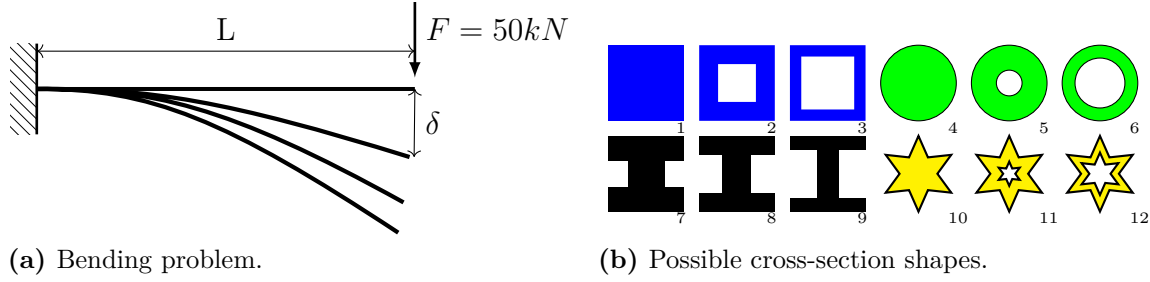 L
F = 50kN
δ
1 2 3 4 5 6
7 8 9 10 11 12
(a) Bending problem.
(b) Possible cross-section shapes.